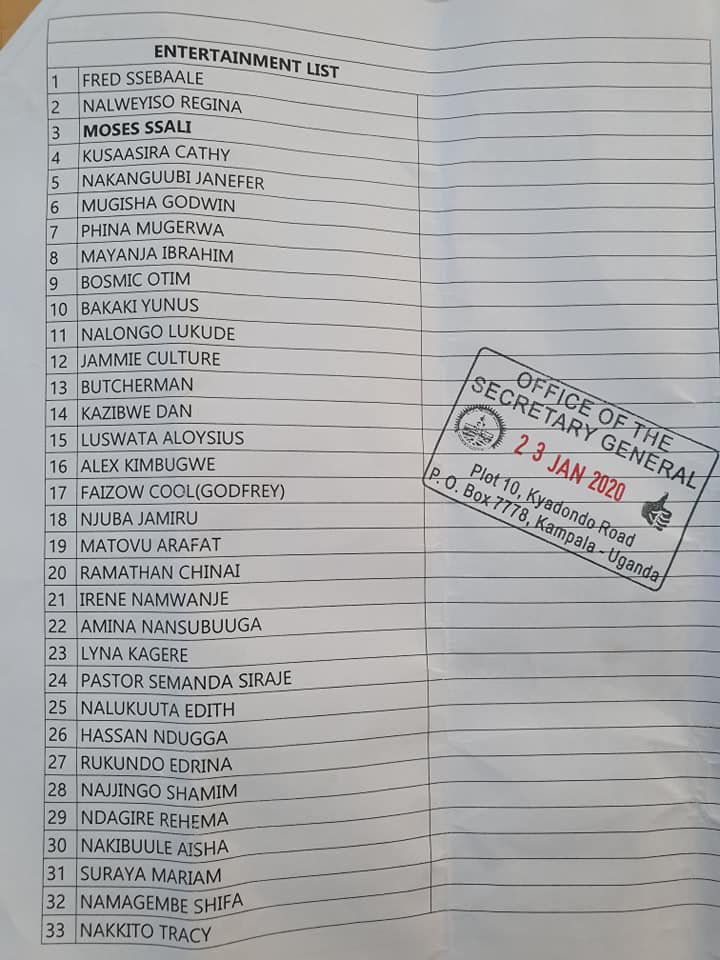 ENTERTAINMENT LIST
1 FRED SSEBAALE
2 NALWEYISO REGINA
3 MOSES SSALI
4 KUSAASIRA CATHY
5 NAKANGUUBI JANEFER
6 MUGISHA GODWIN
7 PHINA MUGERWA
8 MAYANJA IBRAHIM
9 BOSMIC OTIM
10 BAKAKI YUNUS
11 NALONGO LUKUDE
12 JAMMIE CULTURE
13 BUTCHERMAN
14 KAZIBWE DAN
15 LUSWATA ALOYSIUS
16 ALEX KIMBUGWE
17 FAIZOW COOL(GODFREY)
18 NJUBA JAMIRU
19 MATOVU ARAFAT
20 RAMATHAN CHINAI
21 IRENE NAMWANJE
22 AMINA NANSUBUUGA
23 LYNA KAGERE
24 PASTOR SEMANDA SIRAJE
25 NALUKUUTA EDITH
26 HASSAN NDUGGA
27 RUKUNDO EDRINA
28 NAJJINGO SHAMIM
29 NDAGIRE REHEMA
30 NAKIBUULE AISHA
31 SURAYA MARIAM
32 NAMAGEMBE SHIFA
33 NAKKITO TRACY
OFFICE OF THE
SECRETARY GENERAL
23 JAN 2020
Plot 10, Kyadondo Road
P. O. Box 7778, Kampala - Uganda